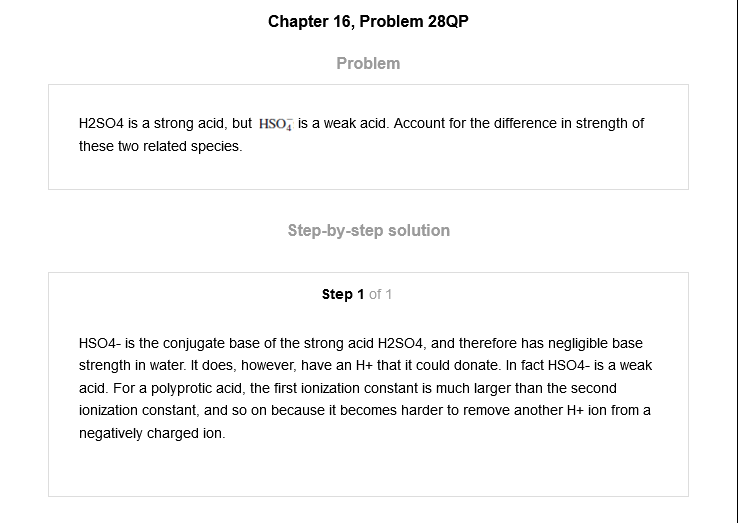 Chapter 16, Problem 28QP
Problem
H2SO4 is a strong acid, but HSO₄⁻ is a weak acid. Account for the difference in strength of
these two related species.
Step-by-step solution
Step 1 of 1
HSO4- is the conjugate base of the strong acid H2SO4, and therefore has negligible base
strength in water. It does, however, have an H+ that it could donate. In fact HSO4- is a weak
acid. For a polyprotic acid, the first ionization constant is much larger than the second
ionization constant, and so on because it becomes harder to remove another H+ ion from a
negatively charged ion.